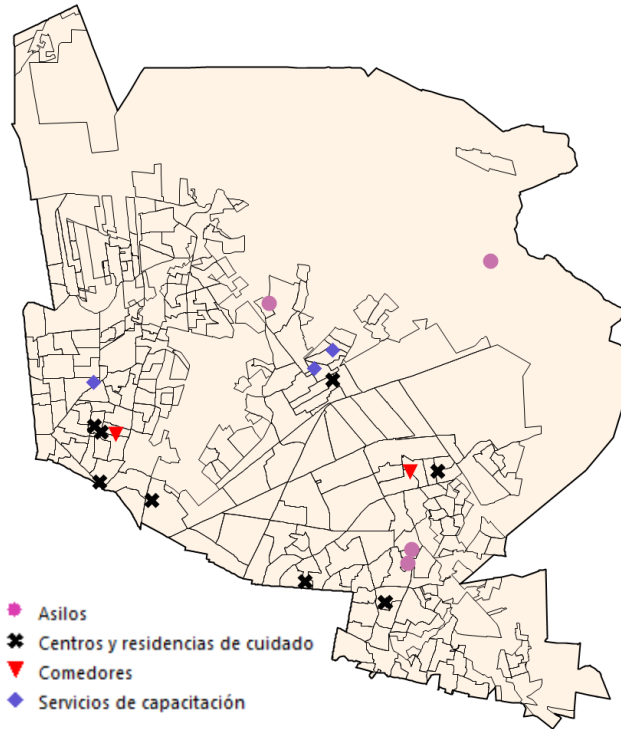 Asilos
Centros y residencias de cuidado
Comedores
Servicios de capacitación